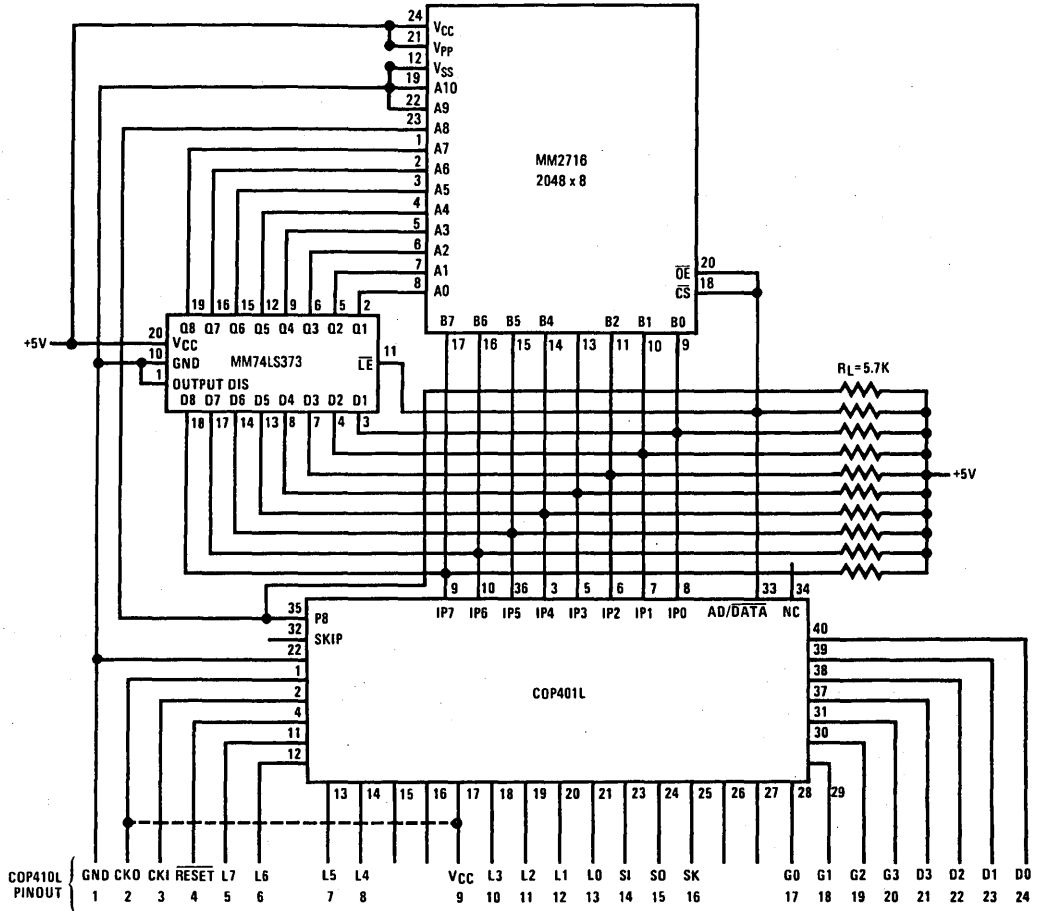 24 VCC
21 VPP
12 VSS
19 A10
22 A9
23 A8
1 A7
2 A6
3 A5
4 A4
5 A3
6 A2
7 A1
8 A0
MM2716
2048 x 8
OE 20
CS 18
B7 B6 B5 B4 B2 B1 B0
17 16 15 14 13 11 10 9
19 16 15 12 9 6 5 2
Q8 Q7 Q6 Q5 Q4 Q3 Q2 Q1
+5V
20 VCC
10 GND
1 OUTPUT DIS
MM74LS373
LE 11
D8 D7 D6 D5 D4 D3 D2 D1
18 17 14 13 8 7 4 3
RL=5.7K
+5V
9 10 36 3 5 6 7 8 33 34
IP7 IP6 IP5 IP4 IP3 IP2 IP1 IP0 AD/DATA NC
35 P8
32 SKIP
22
1
2
4
11
12
COP401L
40
39
38
37
31
30
13 14 15 16 17 18 19 20 21 23 24 25 26 27 28 29
COP410L PINOUT
GND CKO CKI RESET L7 L6 L5 L4 VCC L3 L2 L1 L0 SI SO SK G0 G1 G2 G3 D3 D2 D1 D0
1 2 3 4 5 6 7 8 9 10 11 12 13 14 15 16 17 18 19 20 21 22 23 24